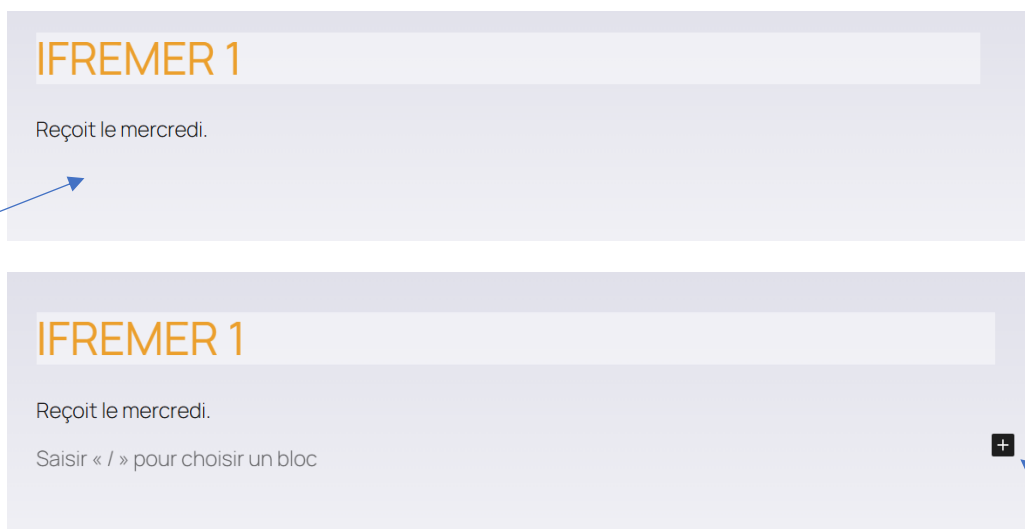 IFREMER 1
Reçoit le mercredi.
IFREMER 1
Reçoit le mercredi.
Saisir « / » pour choisir un bloc